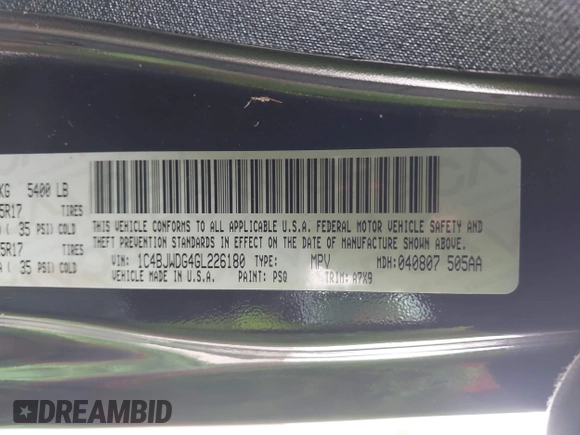 KG 5400 LB
5R17 TIRES
( 35 PSI) COLD
5R17 TIRES
( 35 PSI) COLD
THIS VEHICLE CONFORMS TO ALL APPLICABLE U.S.A. FEDERAL MOTOR VEHICLE SAFETY AND
THEFT PREVENTION STANDARDS IN EFFECT ON THE DATE OF MANUFACTURE SHOWN ABOVE.
VIN: 1C4BJWDG4GL226180 TYPE: MPV MDH: 040807 505AA
VEHICLE MADE IN U.S.A. PAINT: PSQ TRIM: A7X9
DREAMBID